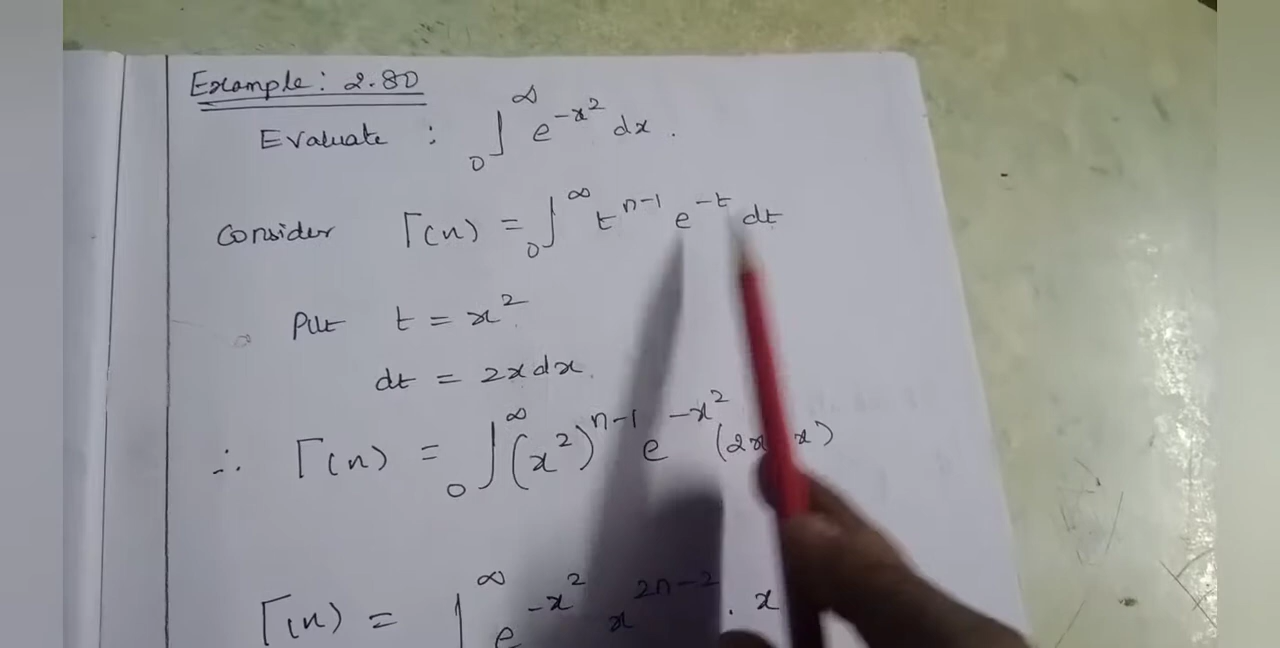 Example: 2.80
Evaluate : ₀∫^∞ e^{-x²} dx.
Consider Γ(n) = ₀∫^∞ t^{n-1} e^{-t} dt
Put t = x².
dt = 2x dx.
∴ Γ(n) = ₀∫^∞ (x²)^{n-1} e^{-x²} (2x x)
Γ(n) = ∫^∞ e^{-x²} x^{2n-2} . x